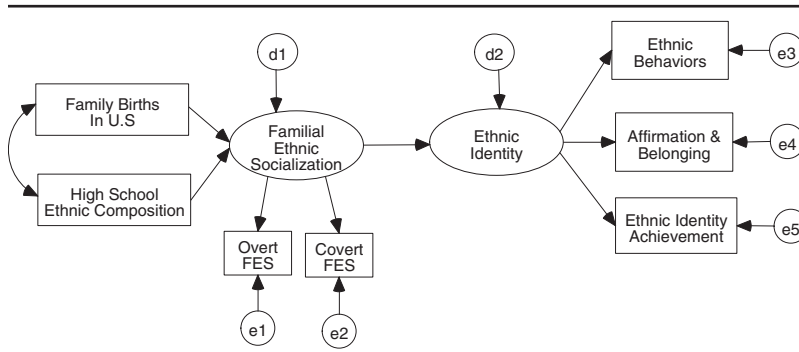 d1
d2
Ethnic
Behaviors
e3
Family Births
In U.S
Familial
Ethnic
Socialization
Ethnic
Identity
Affirmation &
Belonging
e4
High School
Ethnic Composition
Ethnic Identity
Achievement
e5
Overt
FES
Covert
FES
e1
e2